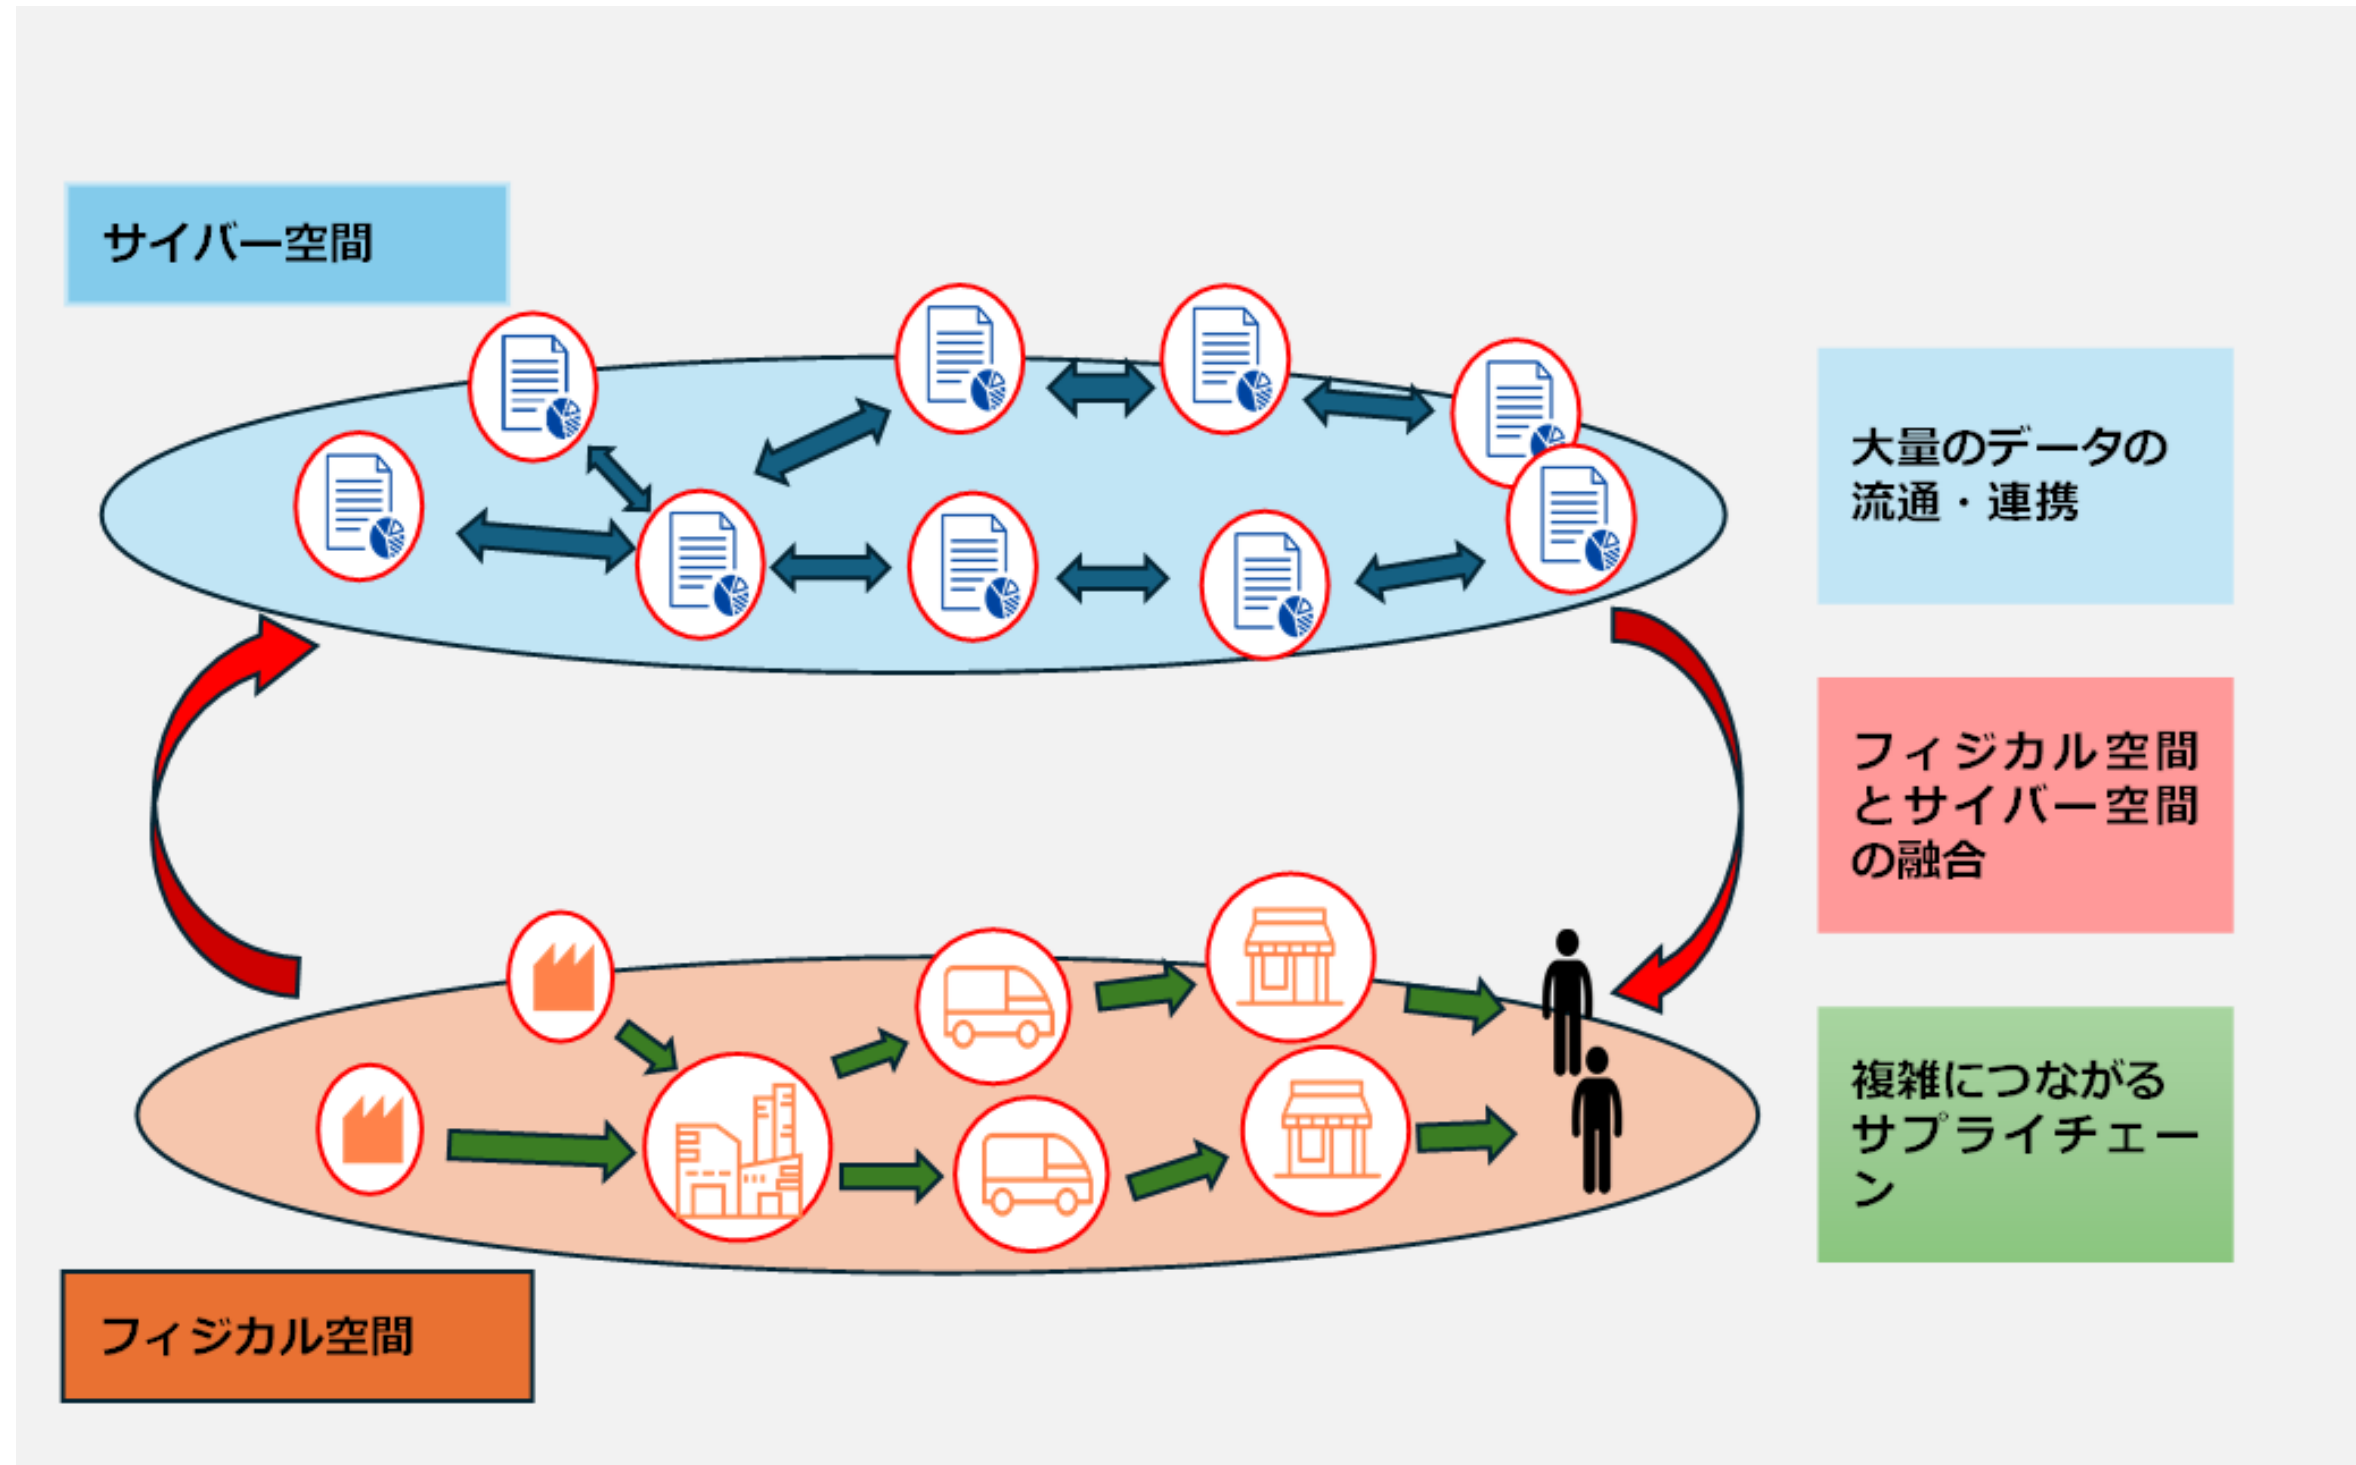 サイバー空間
大量のデータの
流通・連携
フィジカル空間
とサイバー空間
の融合
複雑につながる
サプライチェー
ン
フィジカル空間